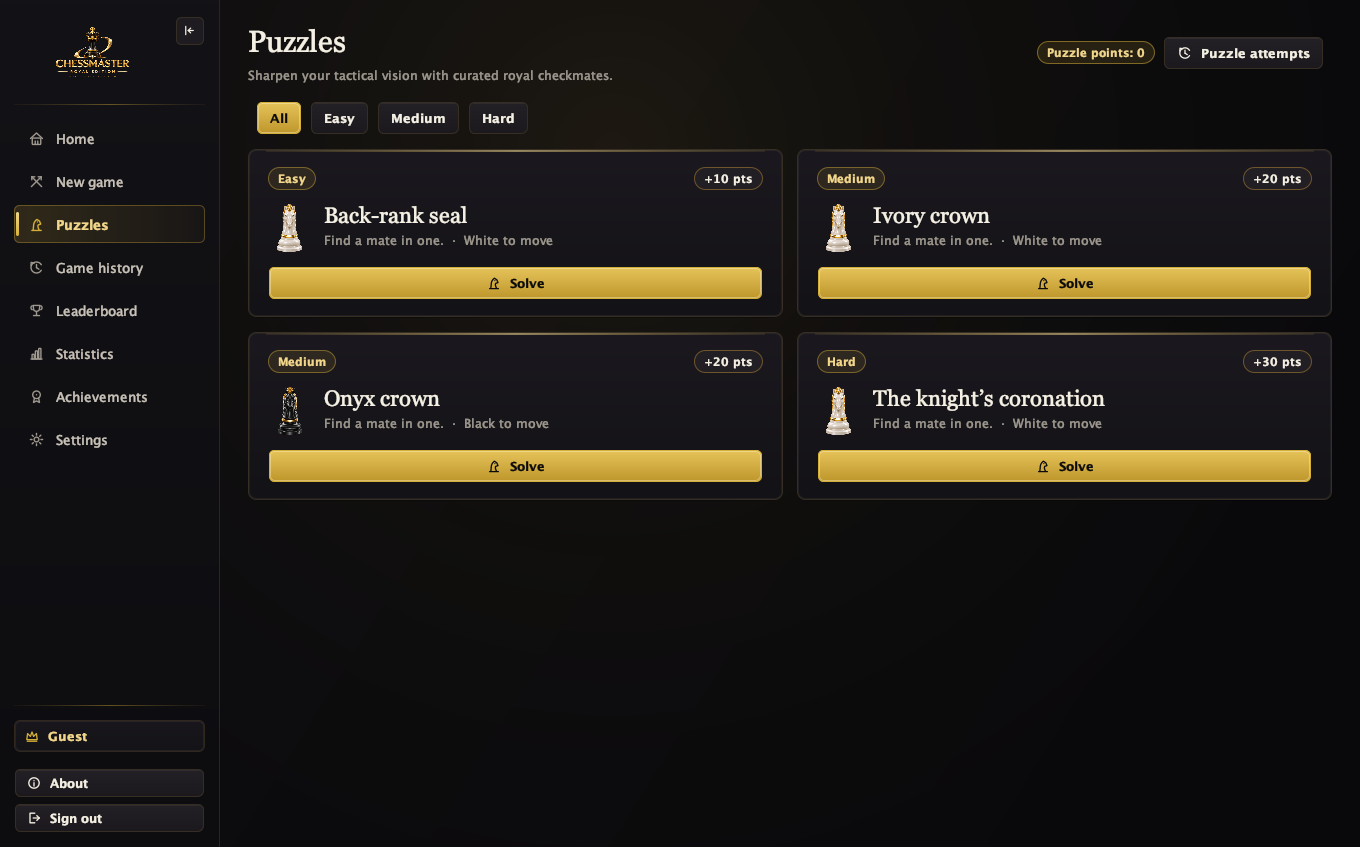 CHESSMASTER
ROYAL EDITION
Home
New game
Puzzles
Game history
Leaderboard
Statistics
Achievements
Settings
Guest
About
Sign out
Puzzles
Sharpen your tactical vision with curated royal checkmates.
Puzzle points: 0
Puzzle attempts
All Easy Medium Hard
Easy +10 pts
Back-rank seal
Find a mate in one. · White to move
Solve
Medium +20 pts
Ivory crown
Find a mate in one. · White to move
Solve
Medium +20 pts
Onyx crown
Find a mate in one. · Black to move
Solve
Hard +30 pts
The knight’s coronation
Find a mate in one. · White to move
Solve